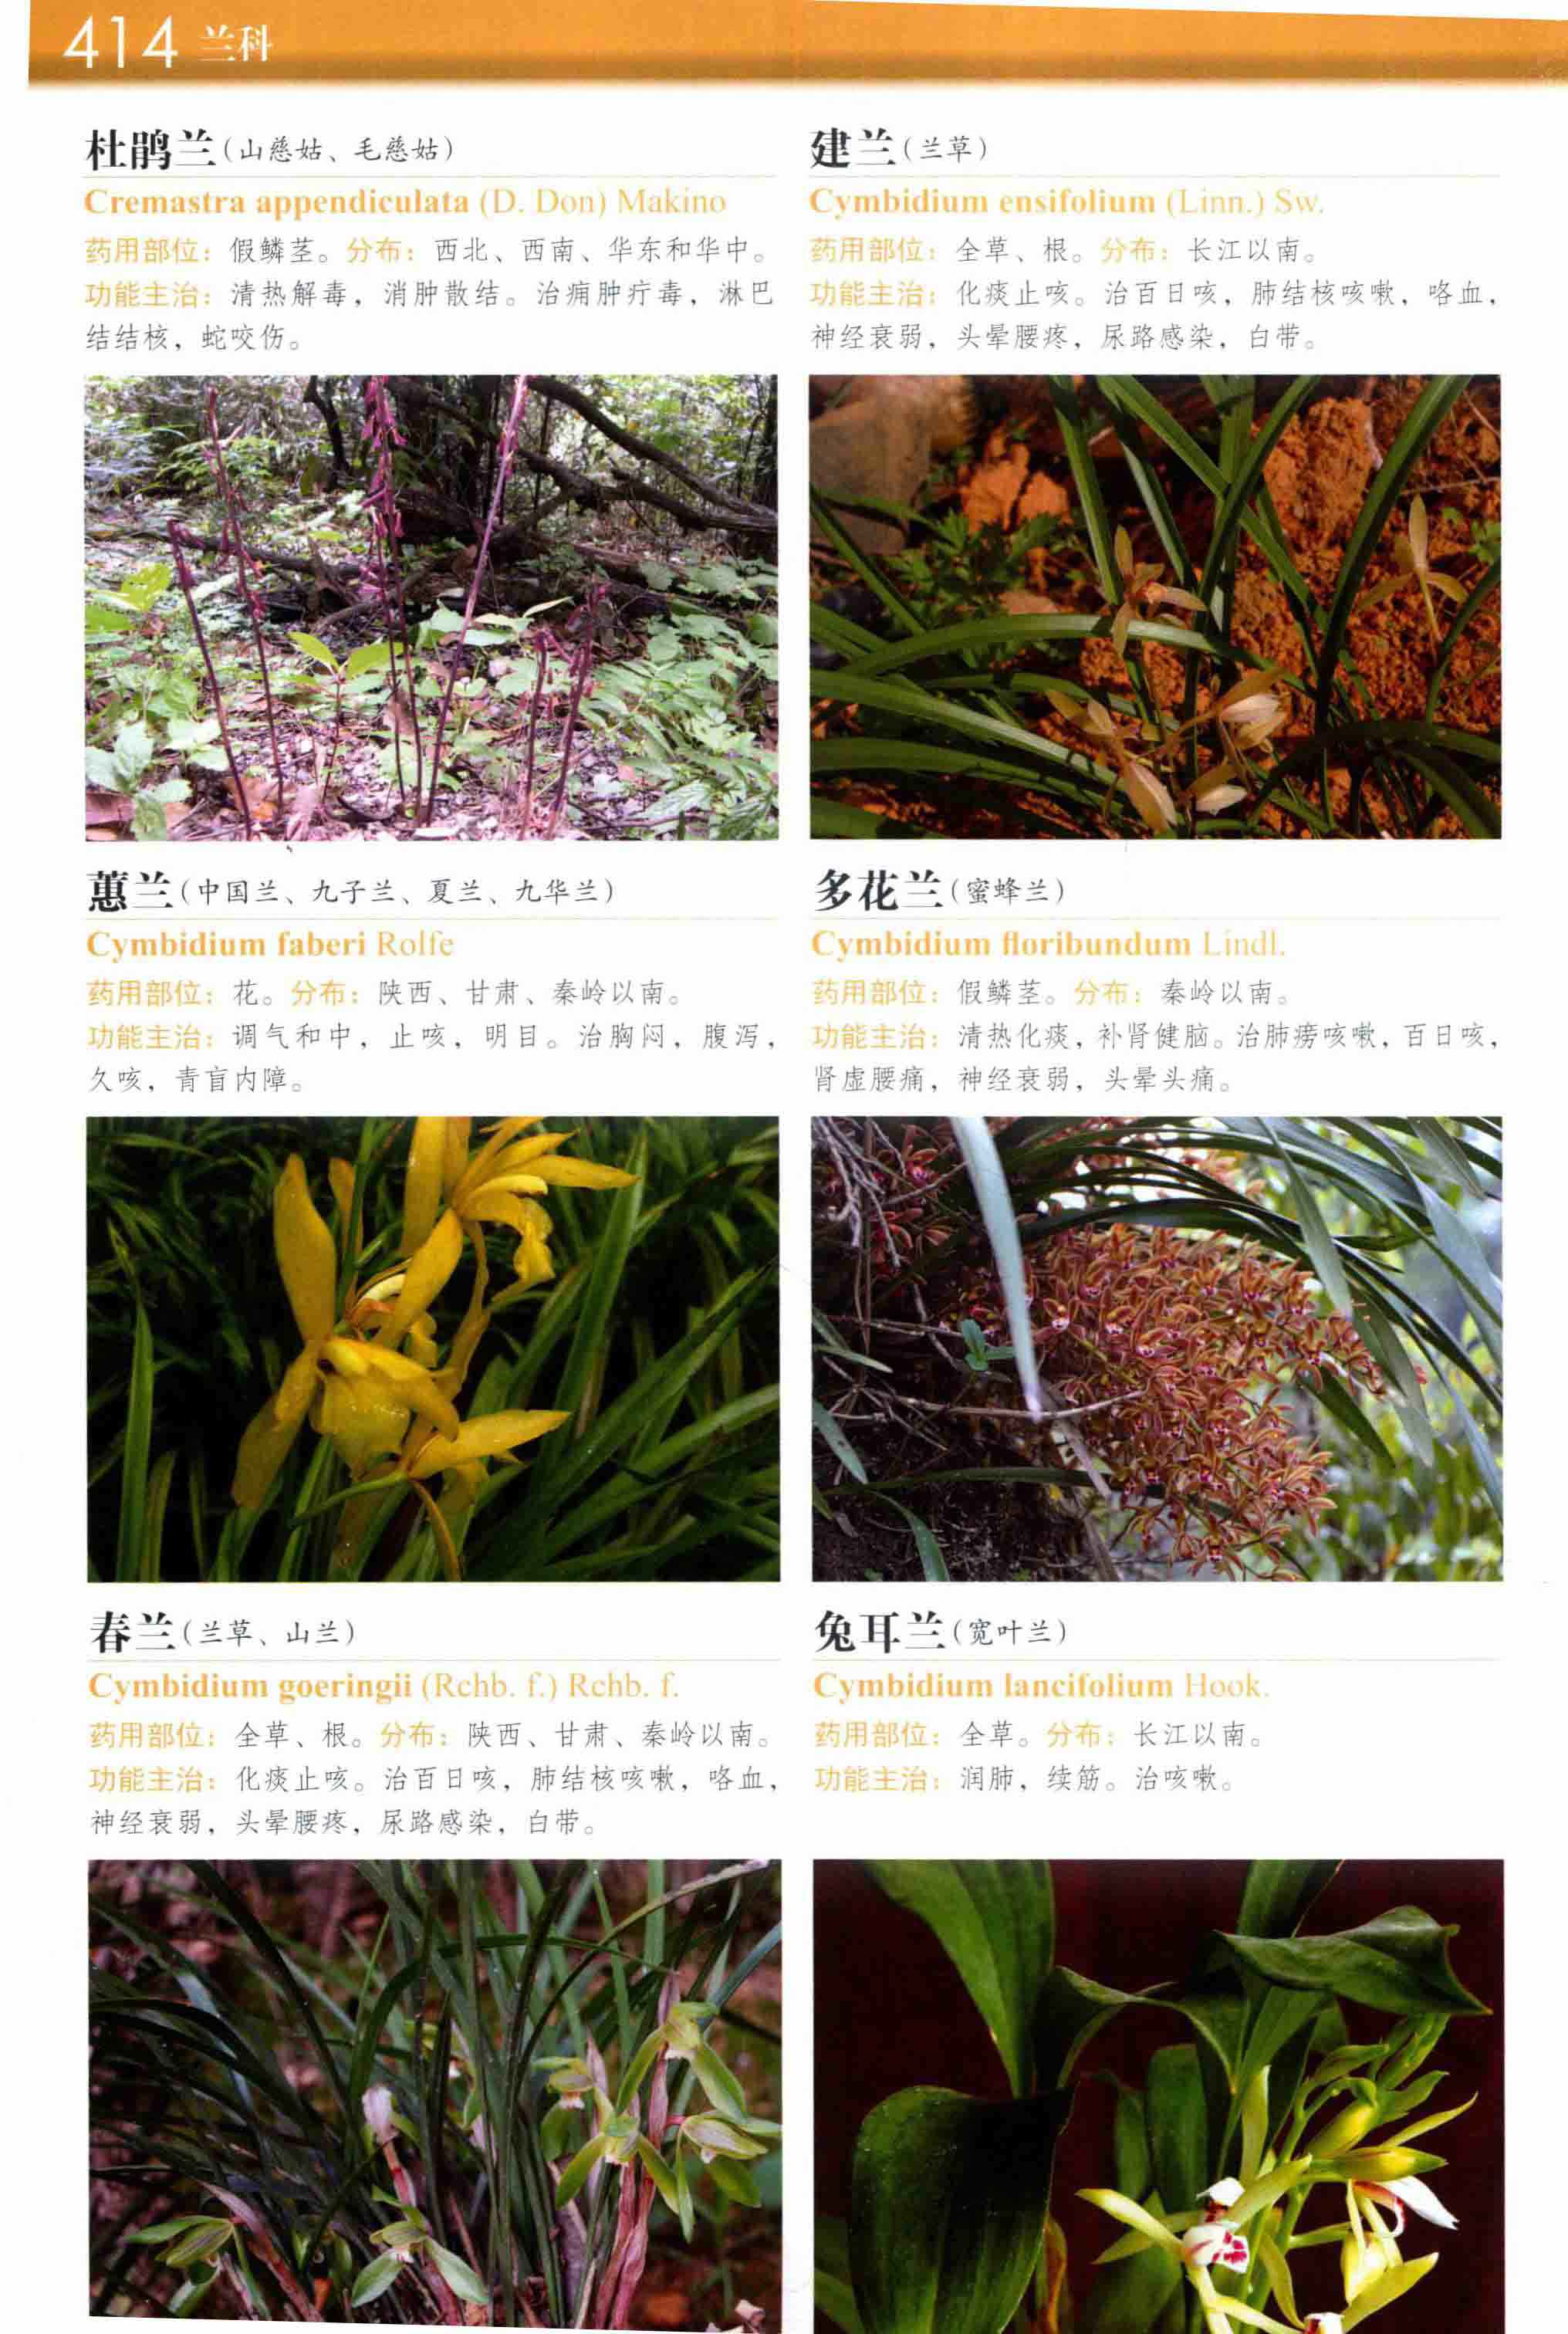 414 兰科
杜鹃兰(山慈姑、毛慈姑)
Cremastra appendiculata (D. Don) Makino
药用部位：假鳞茎。分布：西北、西南、华东和华中。
功能主治：清热解毒，消肿散结。治痈肿疔毒，淋巴
结结核，蛇咬伤。
建兰(兰草)
Cymbidium ensifolium (Linn.) Sw.
药用部位：全草、根。分布：长江以南。
功能主治：化痰止咳。治百日咳，肺结核咳嗽，咯血，
神经衰弱，头晕腰疼，尿路感染，白带。
蕙兰(中国兰、九子兰、夏兰、九华兰)
Cymbidium faberi Rolfe
药用部位：花。分布：陕西、甘肃、秦岭以南。
功能主治：调气和中，止咳，明目。治胸闷，腹泻，
久咳，青盲内障。
多花兰(蜜蜂兰)
Cymbidium floribundum Lindl.
药用部位：假鳞茎。分布：秦岭以南。
功能主治：清热化痰，补肾健脑。治肺痨咳嗽，百日咳，
肾虚腰痛，神经衰弱，头晕头痛。
春兰(兰草、山兰)
Cymbidium goeringii (Rchb. f.) Rchb. f.
药用部位：全草、根。分布：陕西、甘肃、秦岭以南。
功能主治：化痰止咳。治百日咳，肺结核咳嗽，咯血，
神经衰弱，头晕腰疼，尿路感染，白带。
兔耳兰(宽叶兰)
Cymbidium lancifolium Hook.
药用部位：全草。分布：长江以南。
功能主治：润肺，续筋。治咳嗽。